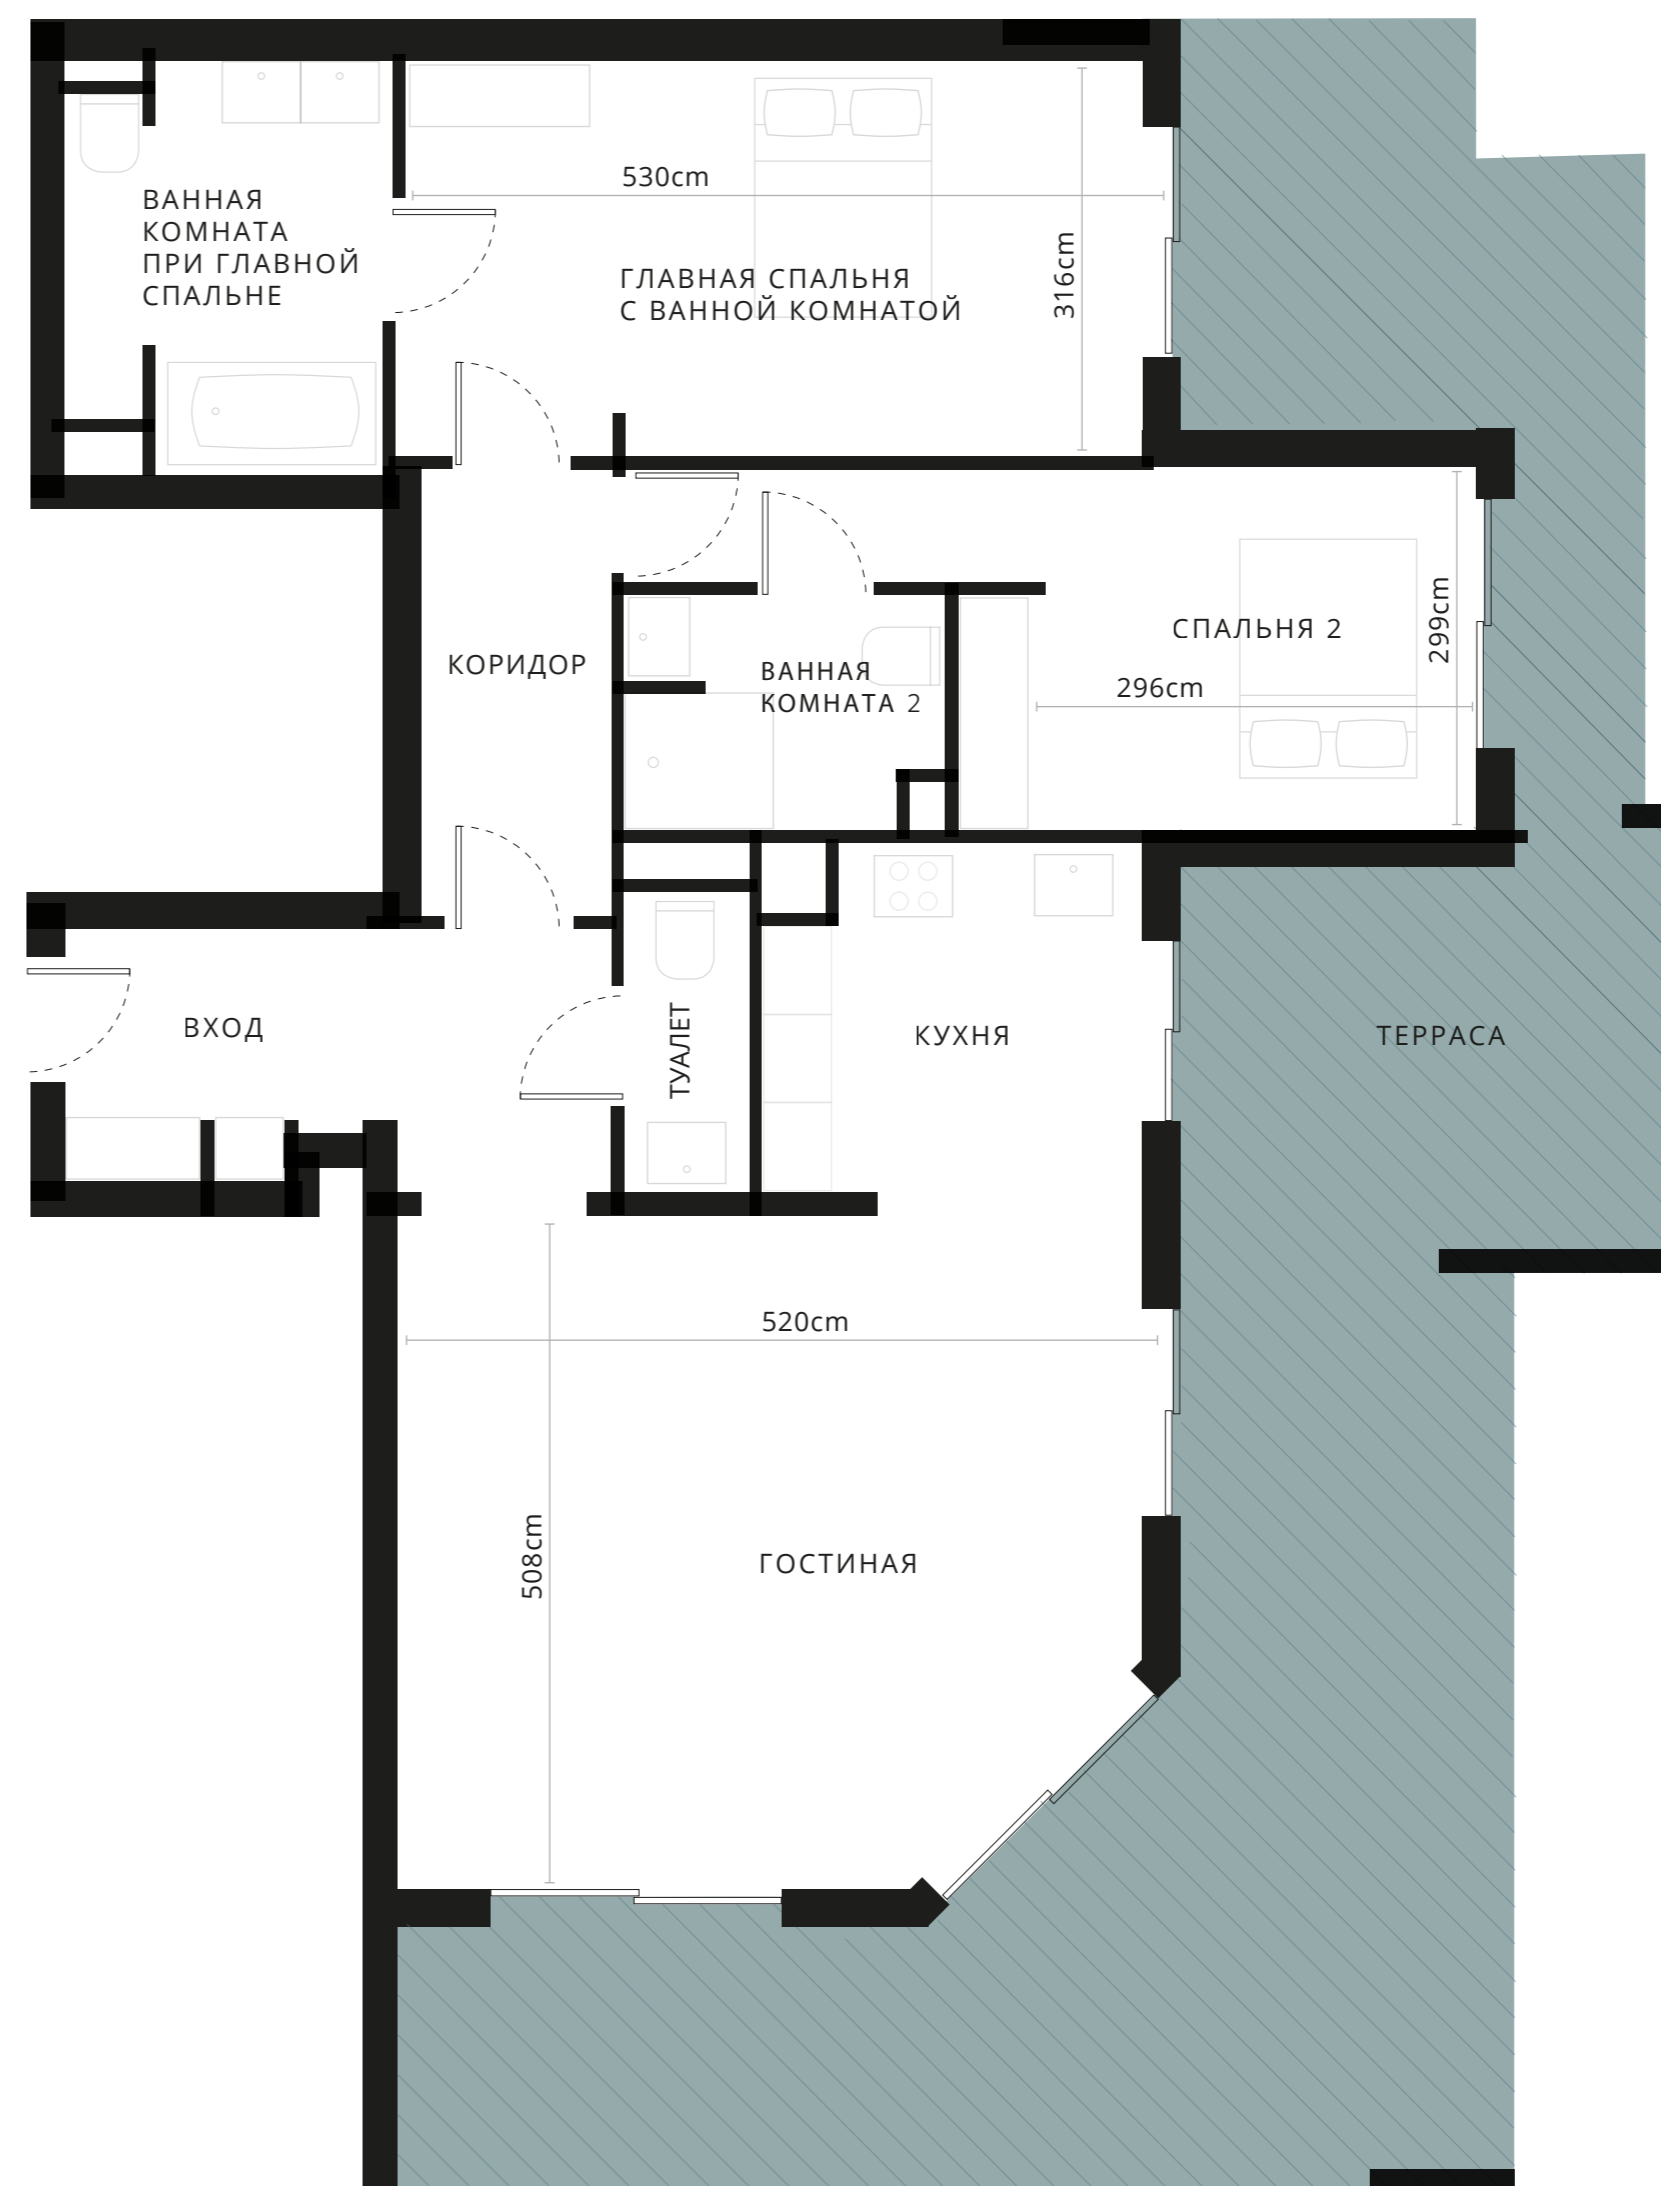 ВАННАЯ
КОМНАТА
ПРИ ГЛАВНОЙ
СПАЛЬНЕ
530cm
316cm
ГЛАВНАЯ СПАЛЬНЯ
С ВАННОЙ КОМНАТОЙ
КОРИДОР
ВАННАЯ
КОМНАТА 2
СПАЛЬНЯ 2
299cm
296cm
ВХОД
ТУАЛЕТ
КУХНЯ
ТЕРРАСА
520cm
508cm
ГОСТИНАЯ